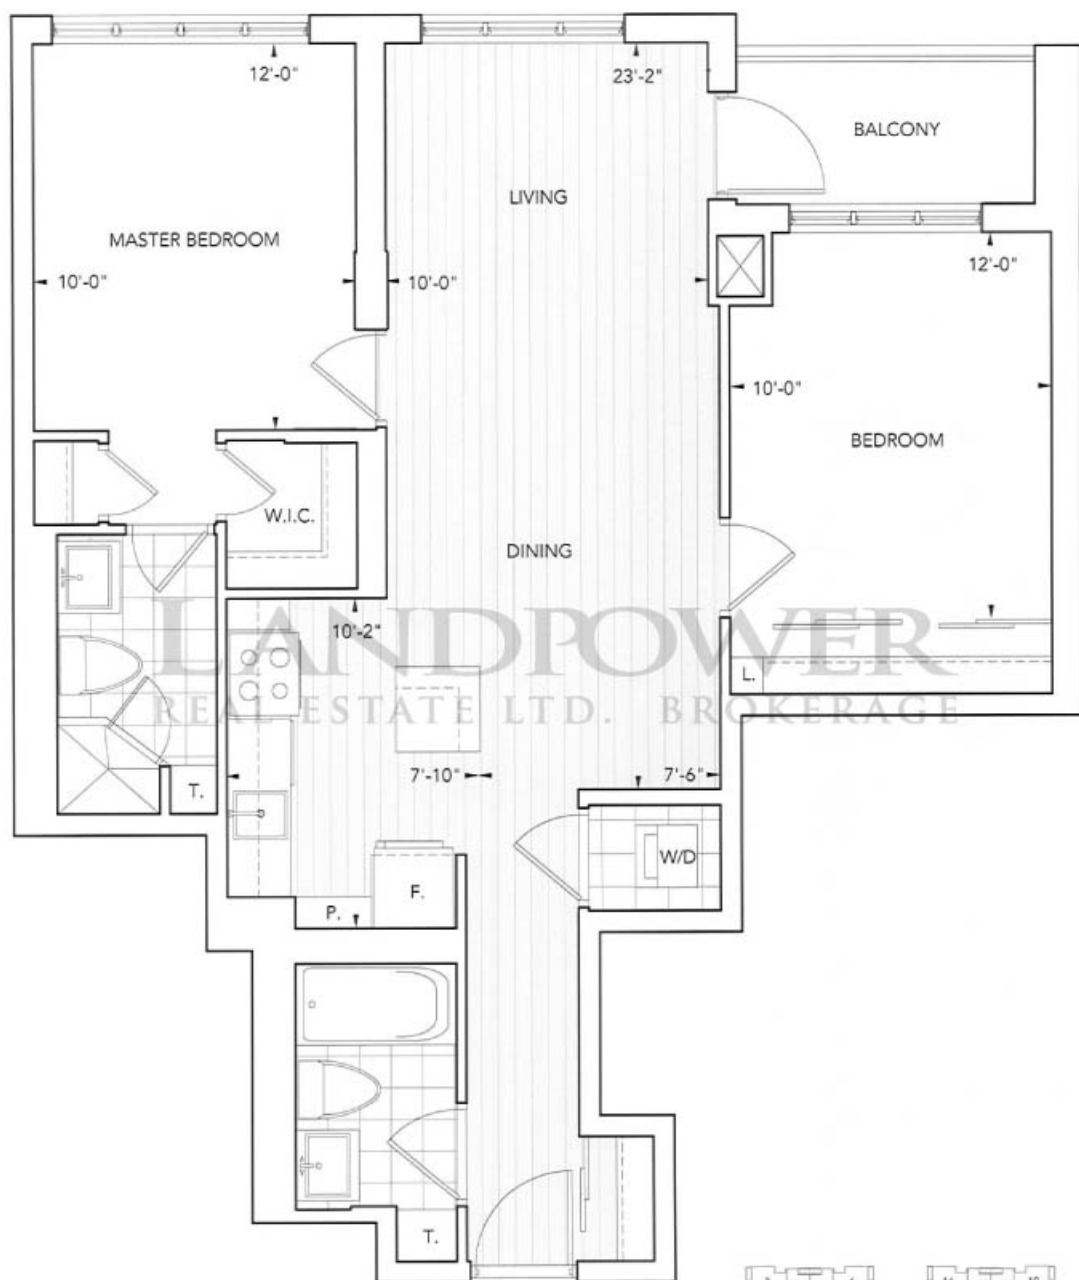 12'-0"
23'-2"
BALCONY
LIVING
MASTER BEDROOM
10'-0"
10'-0"
12'-0"
10'-0"
BEDROOM
W.I.C.
DINING
LANDPOWER
10'-2"
REAL ESTATE LTD. BROKERAGE
L.
7'-10"
7'-6"
T.
W/D
F.
P.
T.